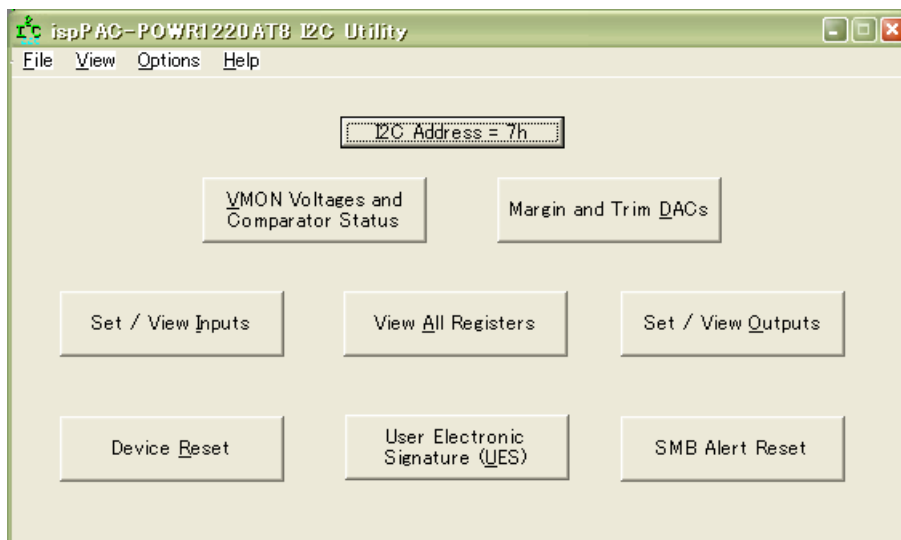 I²C ispPAC-POWR1220AT8 I2C Utility
File View Options Help
I2C Address = 7h
VMON Voltages and
Comparator Status
Margin and Trim DACs
Set / View Inputs
View All Registers
Set / View Outputs
Device Reset
User Electronic
Signature (UES)
SMB Alert Reset